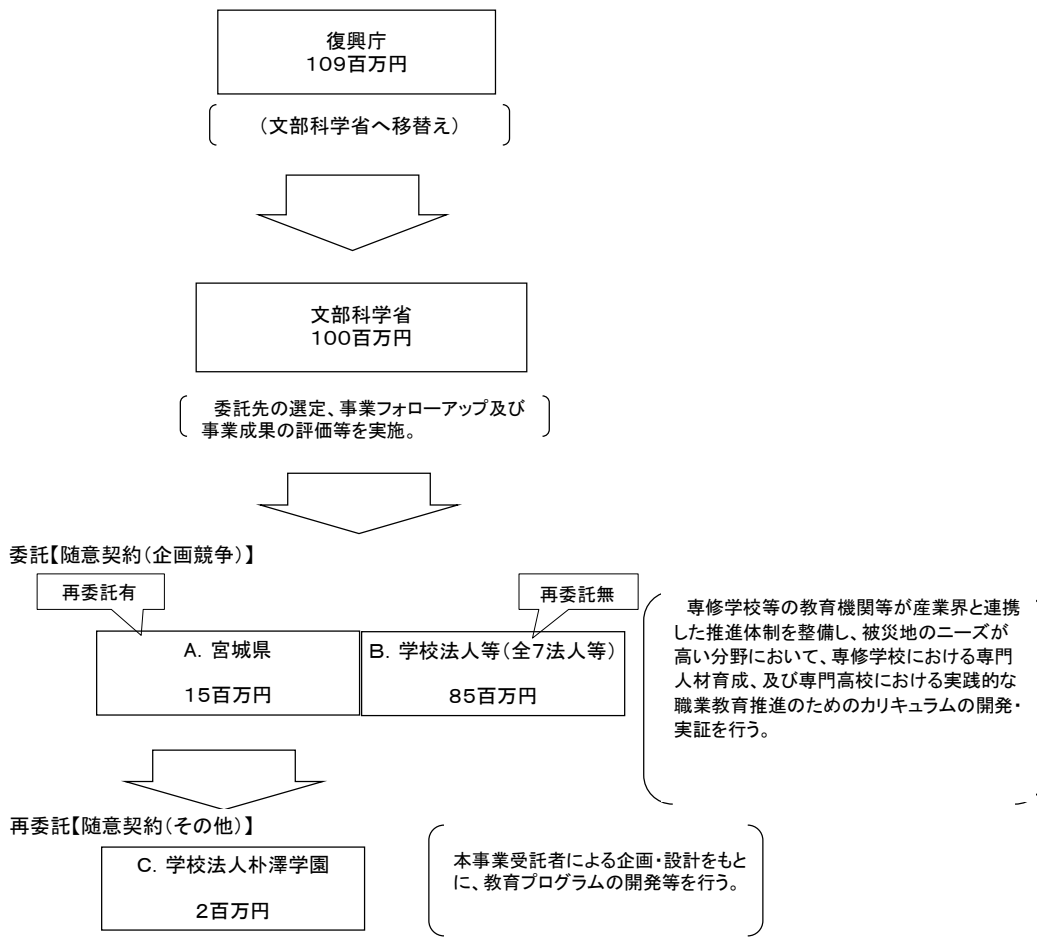 復興庁
109百万円
(文部科学省へ移替え)
文部科学省
100百万円
委託先の選定、事業フォローアップ及び
事業成果の評価等を実施。
委託【随意契約(企画競争)】
再委託有
再委託無
A. 宮城県
15百万円
B. 学校法人等(全7法人等)
85百万円
専修学校等の教育機関等が産業界と連携
した推進体制を整備し、被災地のニーズが
高い分野において、専修学校における専門
人材育成、及び専門高校における実践的な
職業教育推進のためのカリキュラムの開発・
実証を行う。
再委託【随意契約(その他)】
C. 学校法人朴澤学園
2百万円
本事業受託者による企画・設計をもと
に、教育プログラムの開発等を行う。